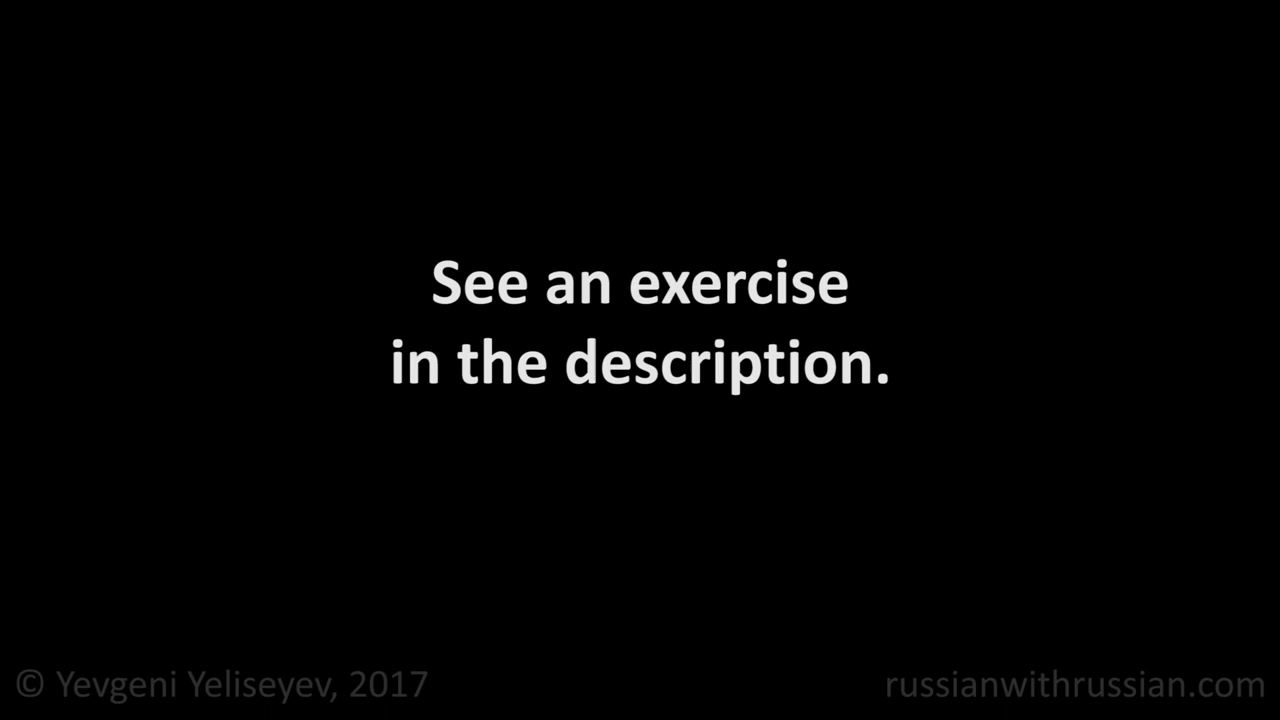 See an exercise
in the description.
© Yevgeni Yeliseyev, 2017
russianwithrussian.com